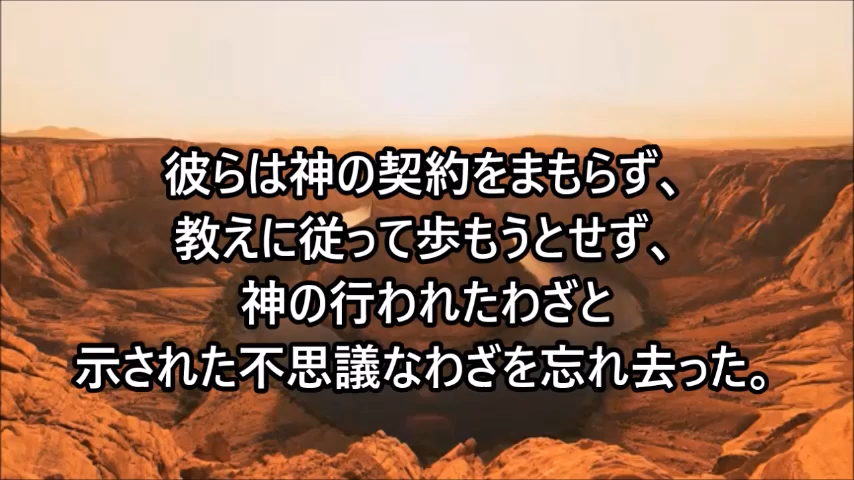 彼らは神の契約をまもらず、
教えに従って歩もうとせず、
神の行われたわざと
示された不思議なわざを忘れ去った。